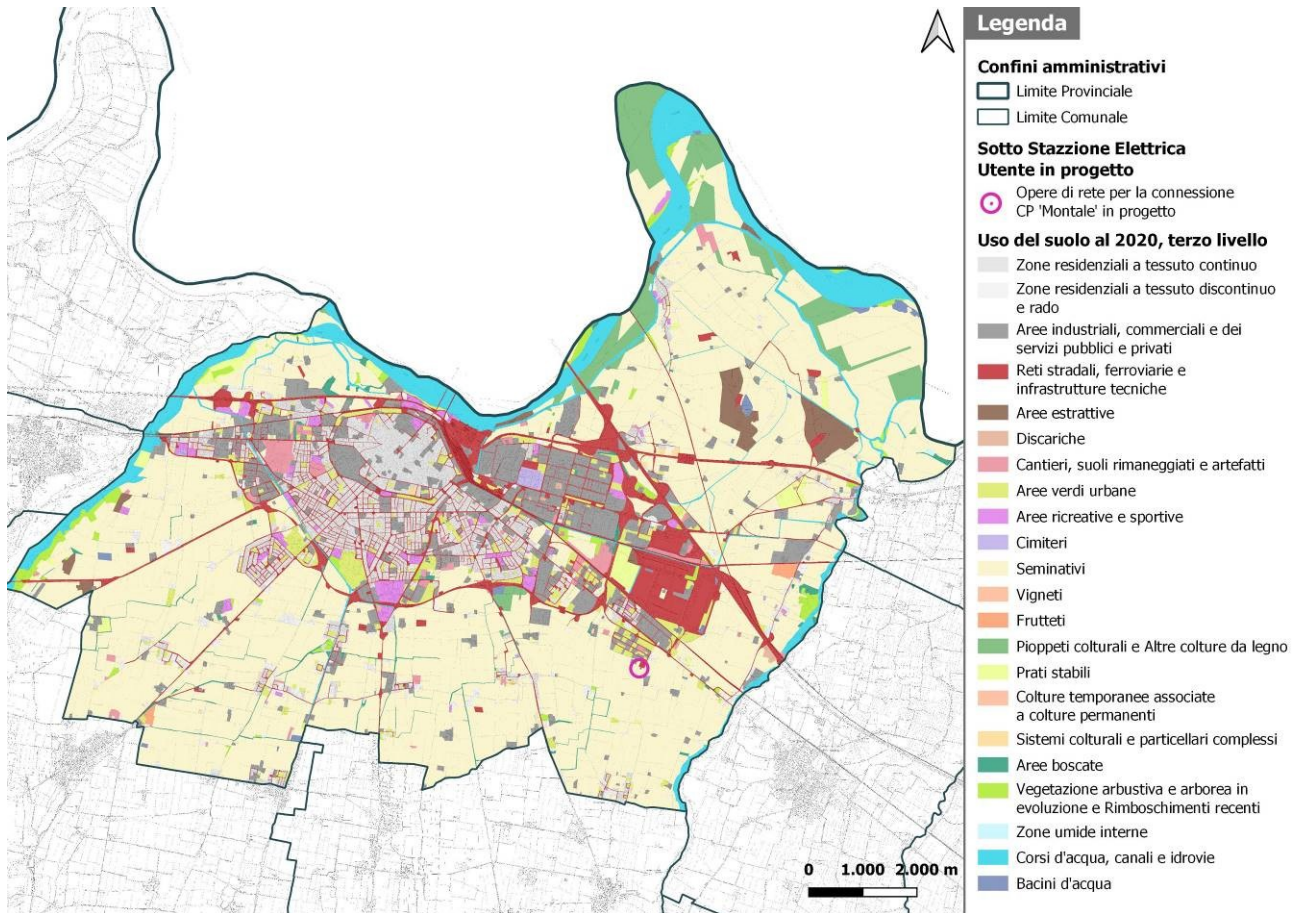 Legenda
Confini amministrativi
Limite Provinciale
Limite Comunale
Sotto Stazzione Elettrica
Utente in progetto
Opere di rete per la connessione
CP 'Montale' in progetto
Uso del suolo al 2020, terzo livello
Zone residenziali a tessuto continuo
Zone residenziali a tessuto discontinuo
e rado
Aree industriali, commerciali e dei
servizi pubblici e privati
Reti stradali, ferroviarie e
infrastrutture tecniche
Aree estrattive
Discariche
Cantieri, suoli rimaneggiati e artefatti
Aree verdi urbane
Aree ricreative e sportive
Cimiteri
Seminativi
Vigneti
Frutteti
Pioppeti colturali e Altre colture da legno
Prati stabili
Colture temporanee associate
a colture permanenti
Sistemi colturali e particellari complessi
Aree boscate
Vegetazione arbustiva e arborea in
evoluzione e Rimboschimenti recenti
Zone umide interne
Corsi d'acqua, canali e idrovie
Bacini d'acqua
0 1.000 2.000 m